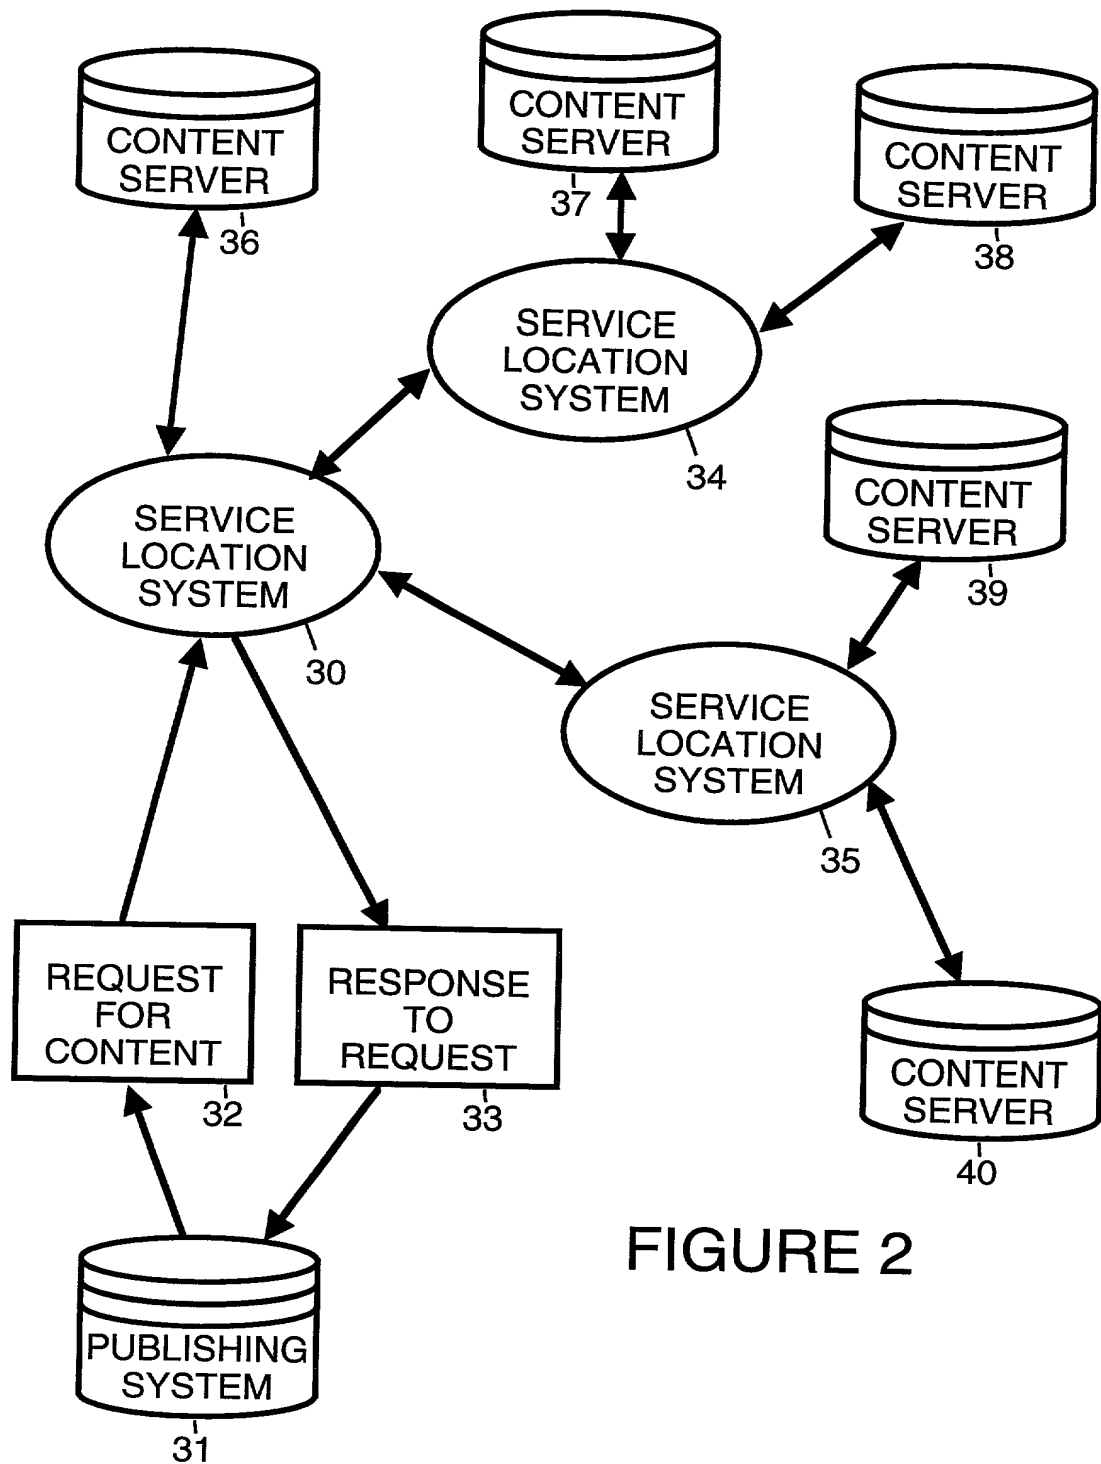 CONTENT
SERVER
37
CONTENT
SERVER
36
CONTENT
SERVER
38
SERVICE
LOCATION
SYSTEM
34
CONTENT
SERVER
39
SERVICE
LOCATION
SYSTEM
30
SERVICE
LOCATION
SYSTEM
35
REQUEST
FOR
CONTENT
32
RESPONSE
TO
REQUEST
33
CONTENT
SERVER
40
FIGURE 2
PUBLISHING
SYSTEM
31